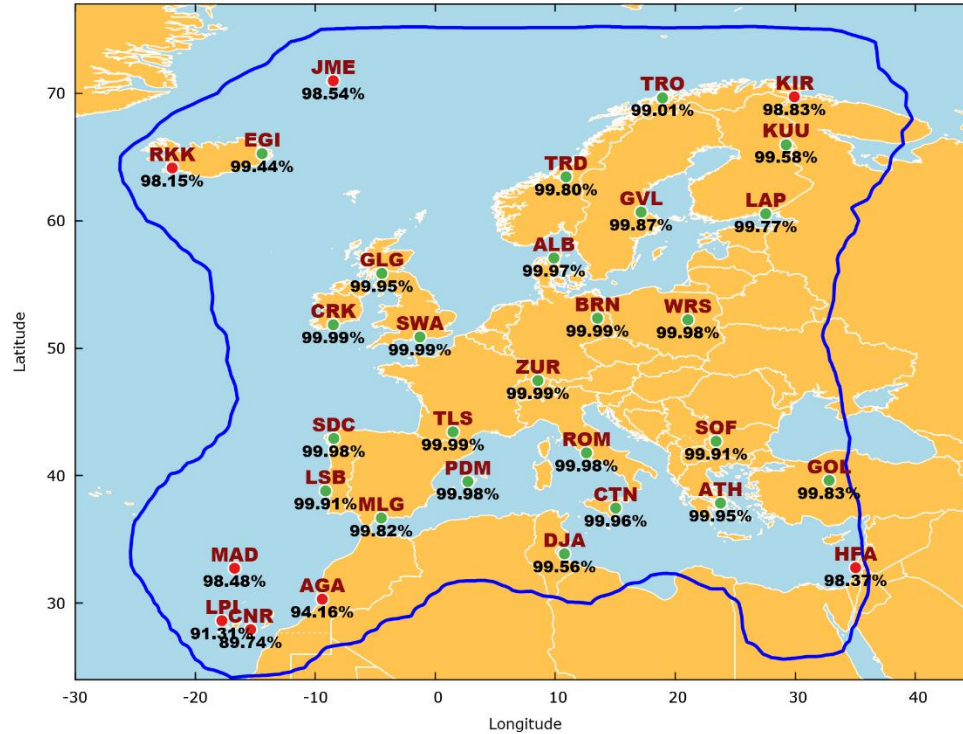 JME
98.54%
TRO
99.01%
KIR
98.83%
KUU
99.58%
EGI
99.44%
RKK
98.15%
TRD
99.80%
GVL
99.87%
LAP
99.77%
ALB
99.97%
GLG
99.95%
CRK
99.99%
SWA
99.99%
BRN
99.99%
WRS
99.98%
ZUR
99.99%
SDC
99.98%
TLS
99.99%
ROM
99.98%
SOF
99.91%
LSB
99.91%
PDM
99.98%
GOL
99.83%
MLG
99.82%
CTN
99.96%
ATH
99.95%
DJA
99.56%
MAD
98.48%
HFA
98.37%
AGA
94.16%
LPI
91.31%
CNR
89.74%
70
60
50
40
30
Latitude
-30 -20 -10 0 10 20 30 40
Longitude